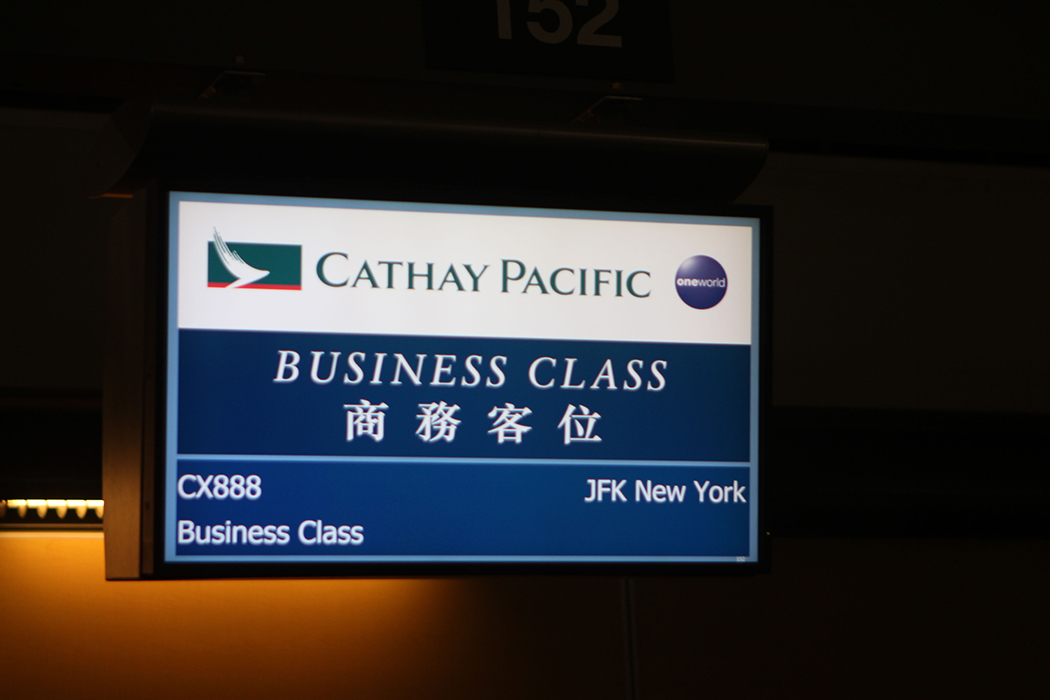 152
CATHAY PACIFIC
oneworld
BUSINESS CLASS
商務客位
CX888 JFK New York
Business Class